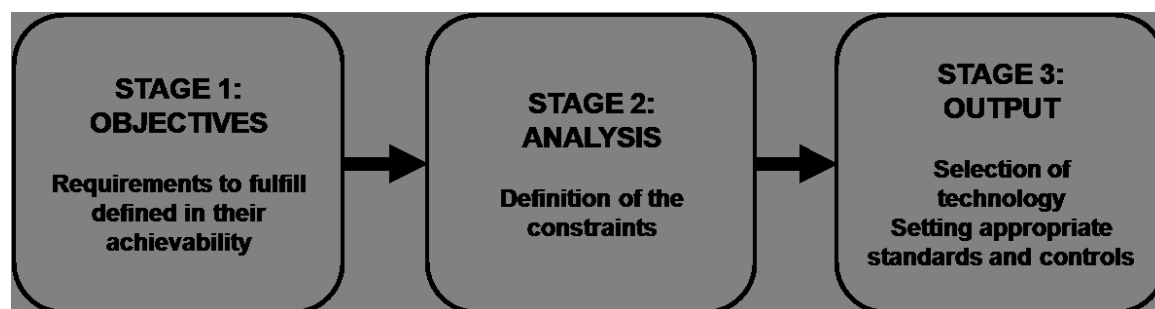 STAGE 1:
OBJECTIVES
Requirements to fulfill
defined in their
achievability
STAGE 2:
ANALYSIS
Definition of the
constraints
STAGE 3:
OUTPUT
Selection of
technology
Setting appropriate
standards and controls